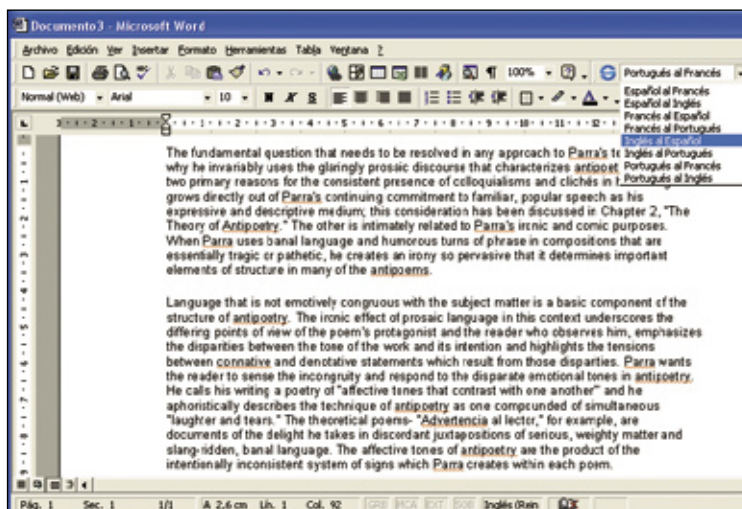 Documento3 - Microsoft Word
Archivo Edición Ver Insertar Formato Herramientas Tabla Ventana ?
100% Portugués al Francés
Normal (Web) Arial 10 N K S
Español al Francés
Español al Inglés
Francés al Español
Francés al Portugués
Inglés al Español
Inglés al Portugués
Portugués al Francés
Portugués al Inglés
3 2 1 1 2 3 4 5 6 7 8 9 10 11 12
The fundamental question that needs to be resolved in any approach to Parra's
why he invariably uses the glaringly prosaic discourse that characterizes
two primary reasons for the consistent presence of colloquialisms and clichés in
grows directly out of Parra's continuing commitment to familiar, popular speech as his
expressive and descriptive medium; this consideration has been discussed in Chapter 2, "The
Theory of Antipoetry." The other is intimately related to Parra's ironic and comic purposes.
When Parra uses banal language and humorous turns of phrase in compositions that are
essentially tragic or pathetic, he creates an irony so pervasive that it determines important
elements of structure in many of the antipoems.
Language that is not emotively congruous with the subject matter is a basic component of the
structure of antipoetry. The ironic effect of prosaic language in this context underscores the
differing points of view of the poem's protagonist and the reader who observes him, emphasizes
the disparities between the tone of the work and its intention and highlights the tensions
between connative and denotative statements which result from those disparities. Parra wants
the reader to sense the incongruity and respond to the disparate emotional tones in antipoetry.
He calls his writing a poetry of "affective tones that contrast with one another" and he
aphoristically describes the technique of antipoetry as one compounded of simultaneous
"laughter and tears." The theoretical poems- "Advertencia al lector," for example, are
documents of the delight he takes in discordant juxtapositions of serious, weighty matter and
slang-ridden, banal language. The affective tones of antipoetry are the product of the
intentionally inconsistent system of signs which Parra creates within each poem.
Pág. 1 Sec. 1 1/1 A 2,6 cm Lín. 1 Col. 92 GRB MCA EXT SOB Inglés (Rein